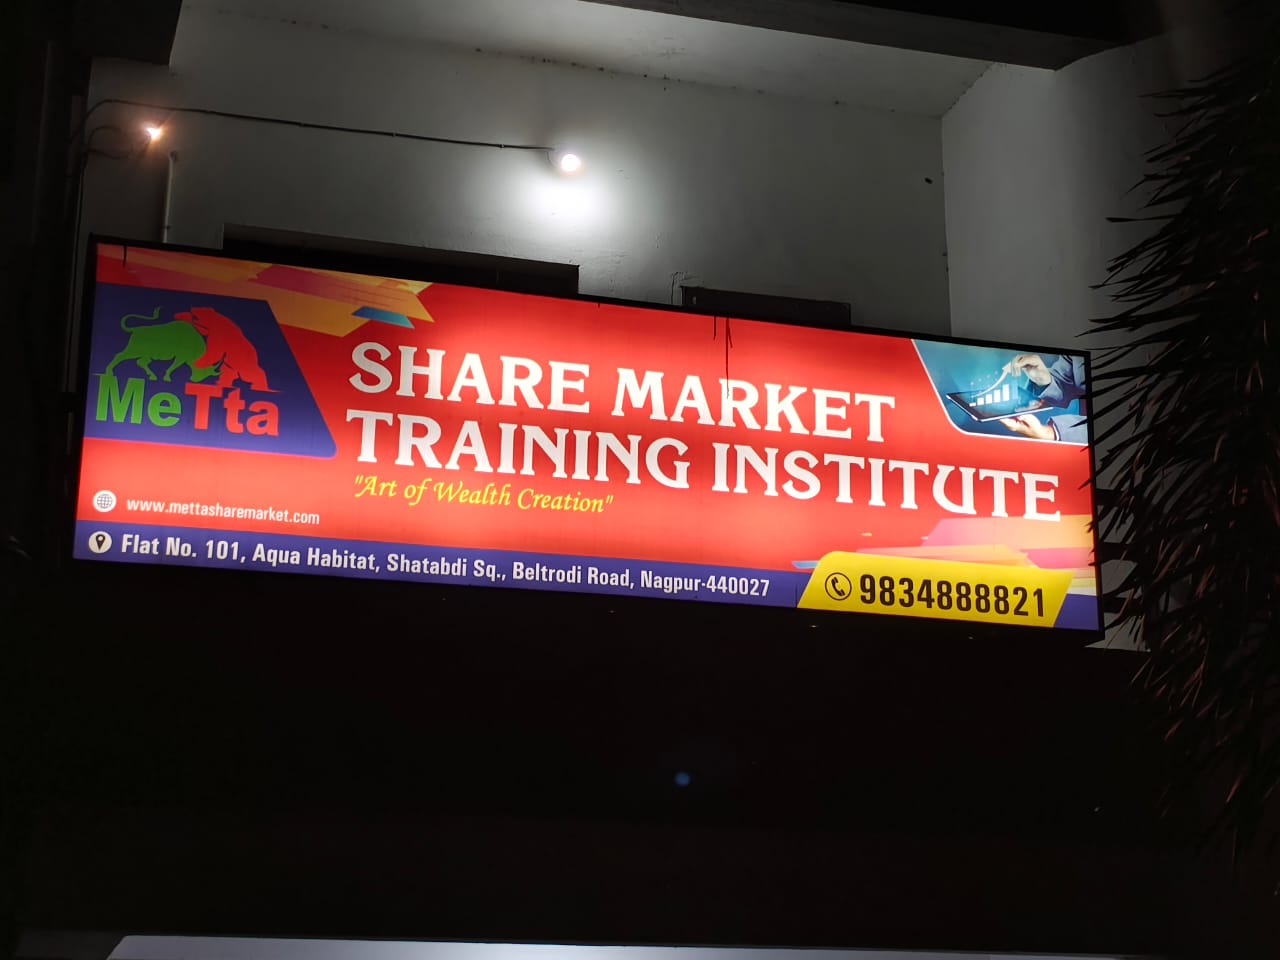 MeTta
SHARE MARKET
TRAINING INSTITUTE
"Art of Wealth Creation"
www.mettasharemarket.com
Flat No. 101, Aqua Habitat, Shatabdi Sq., Beltrodi Road, Nagpur-440027
9834888821